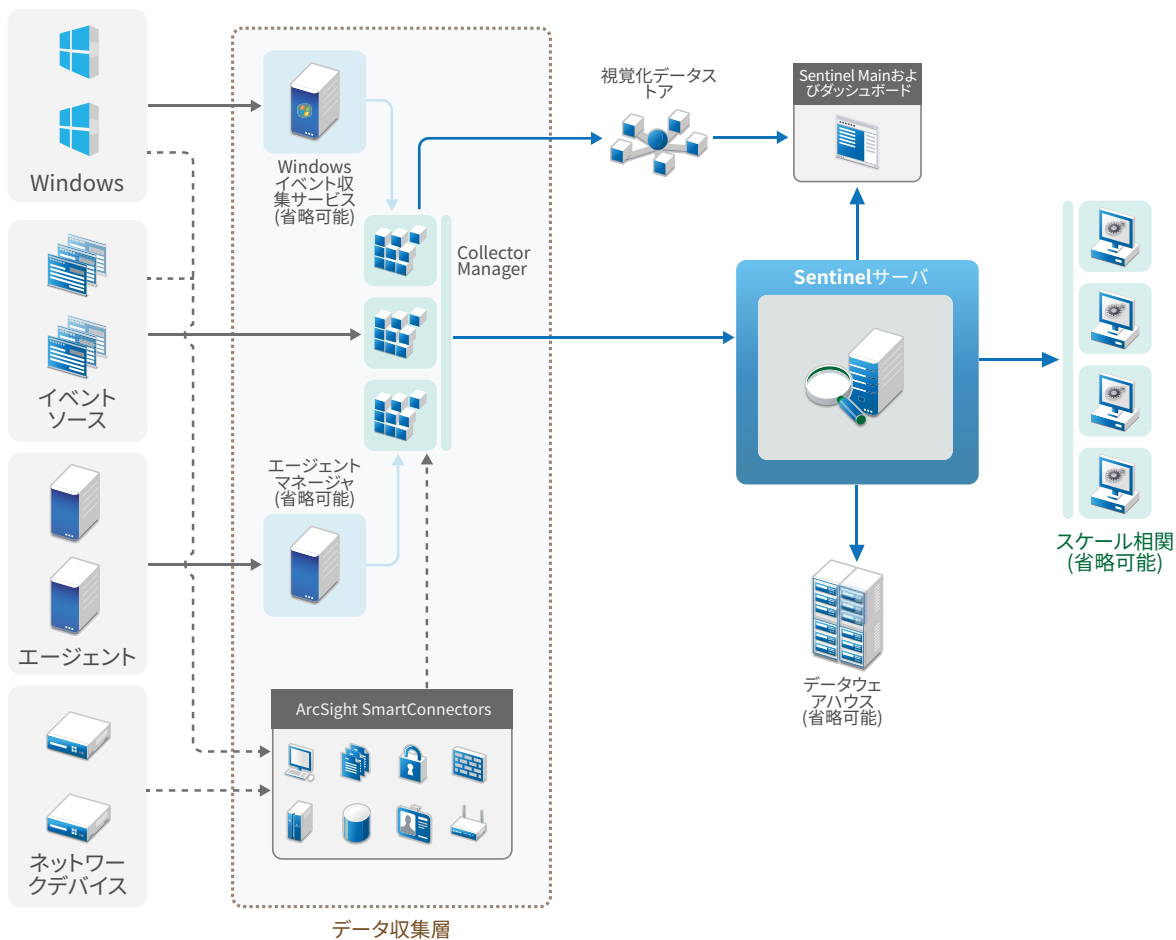 Windows
イベント
ソース
エージェント
ネットワー
クデバイス
Windows
イベント収
集サービス
(省略可能)
Collector
Manager
エージェント
マネージャ
(省略可能)
ArcSight SmartConnectors
データ収集層
視覚化データス
トア
Sentinel Mainおよ
びダッシュボード
Sentinelサーバ
データウェ
アハウス
(省略可能)
スケール相関
(省略可能)